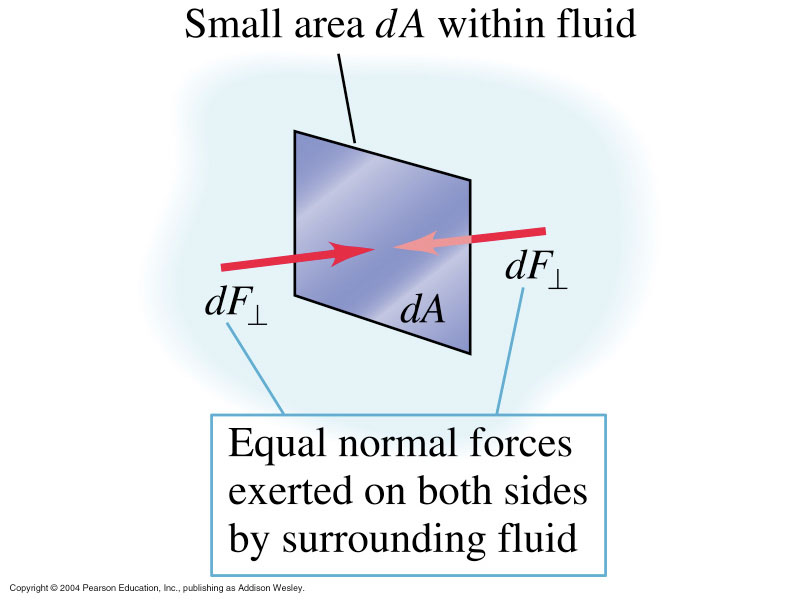 Small area dA within fluid
dF⊥
dF⊥
dA
Equal normal forces
exerted on both sides
by surrounding fluid
Copyright © 2004 Pearson Education, Inc., publishing as Addison Wesley.